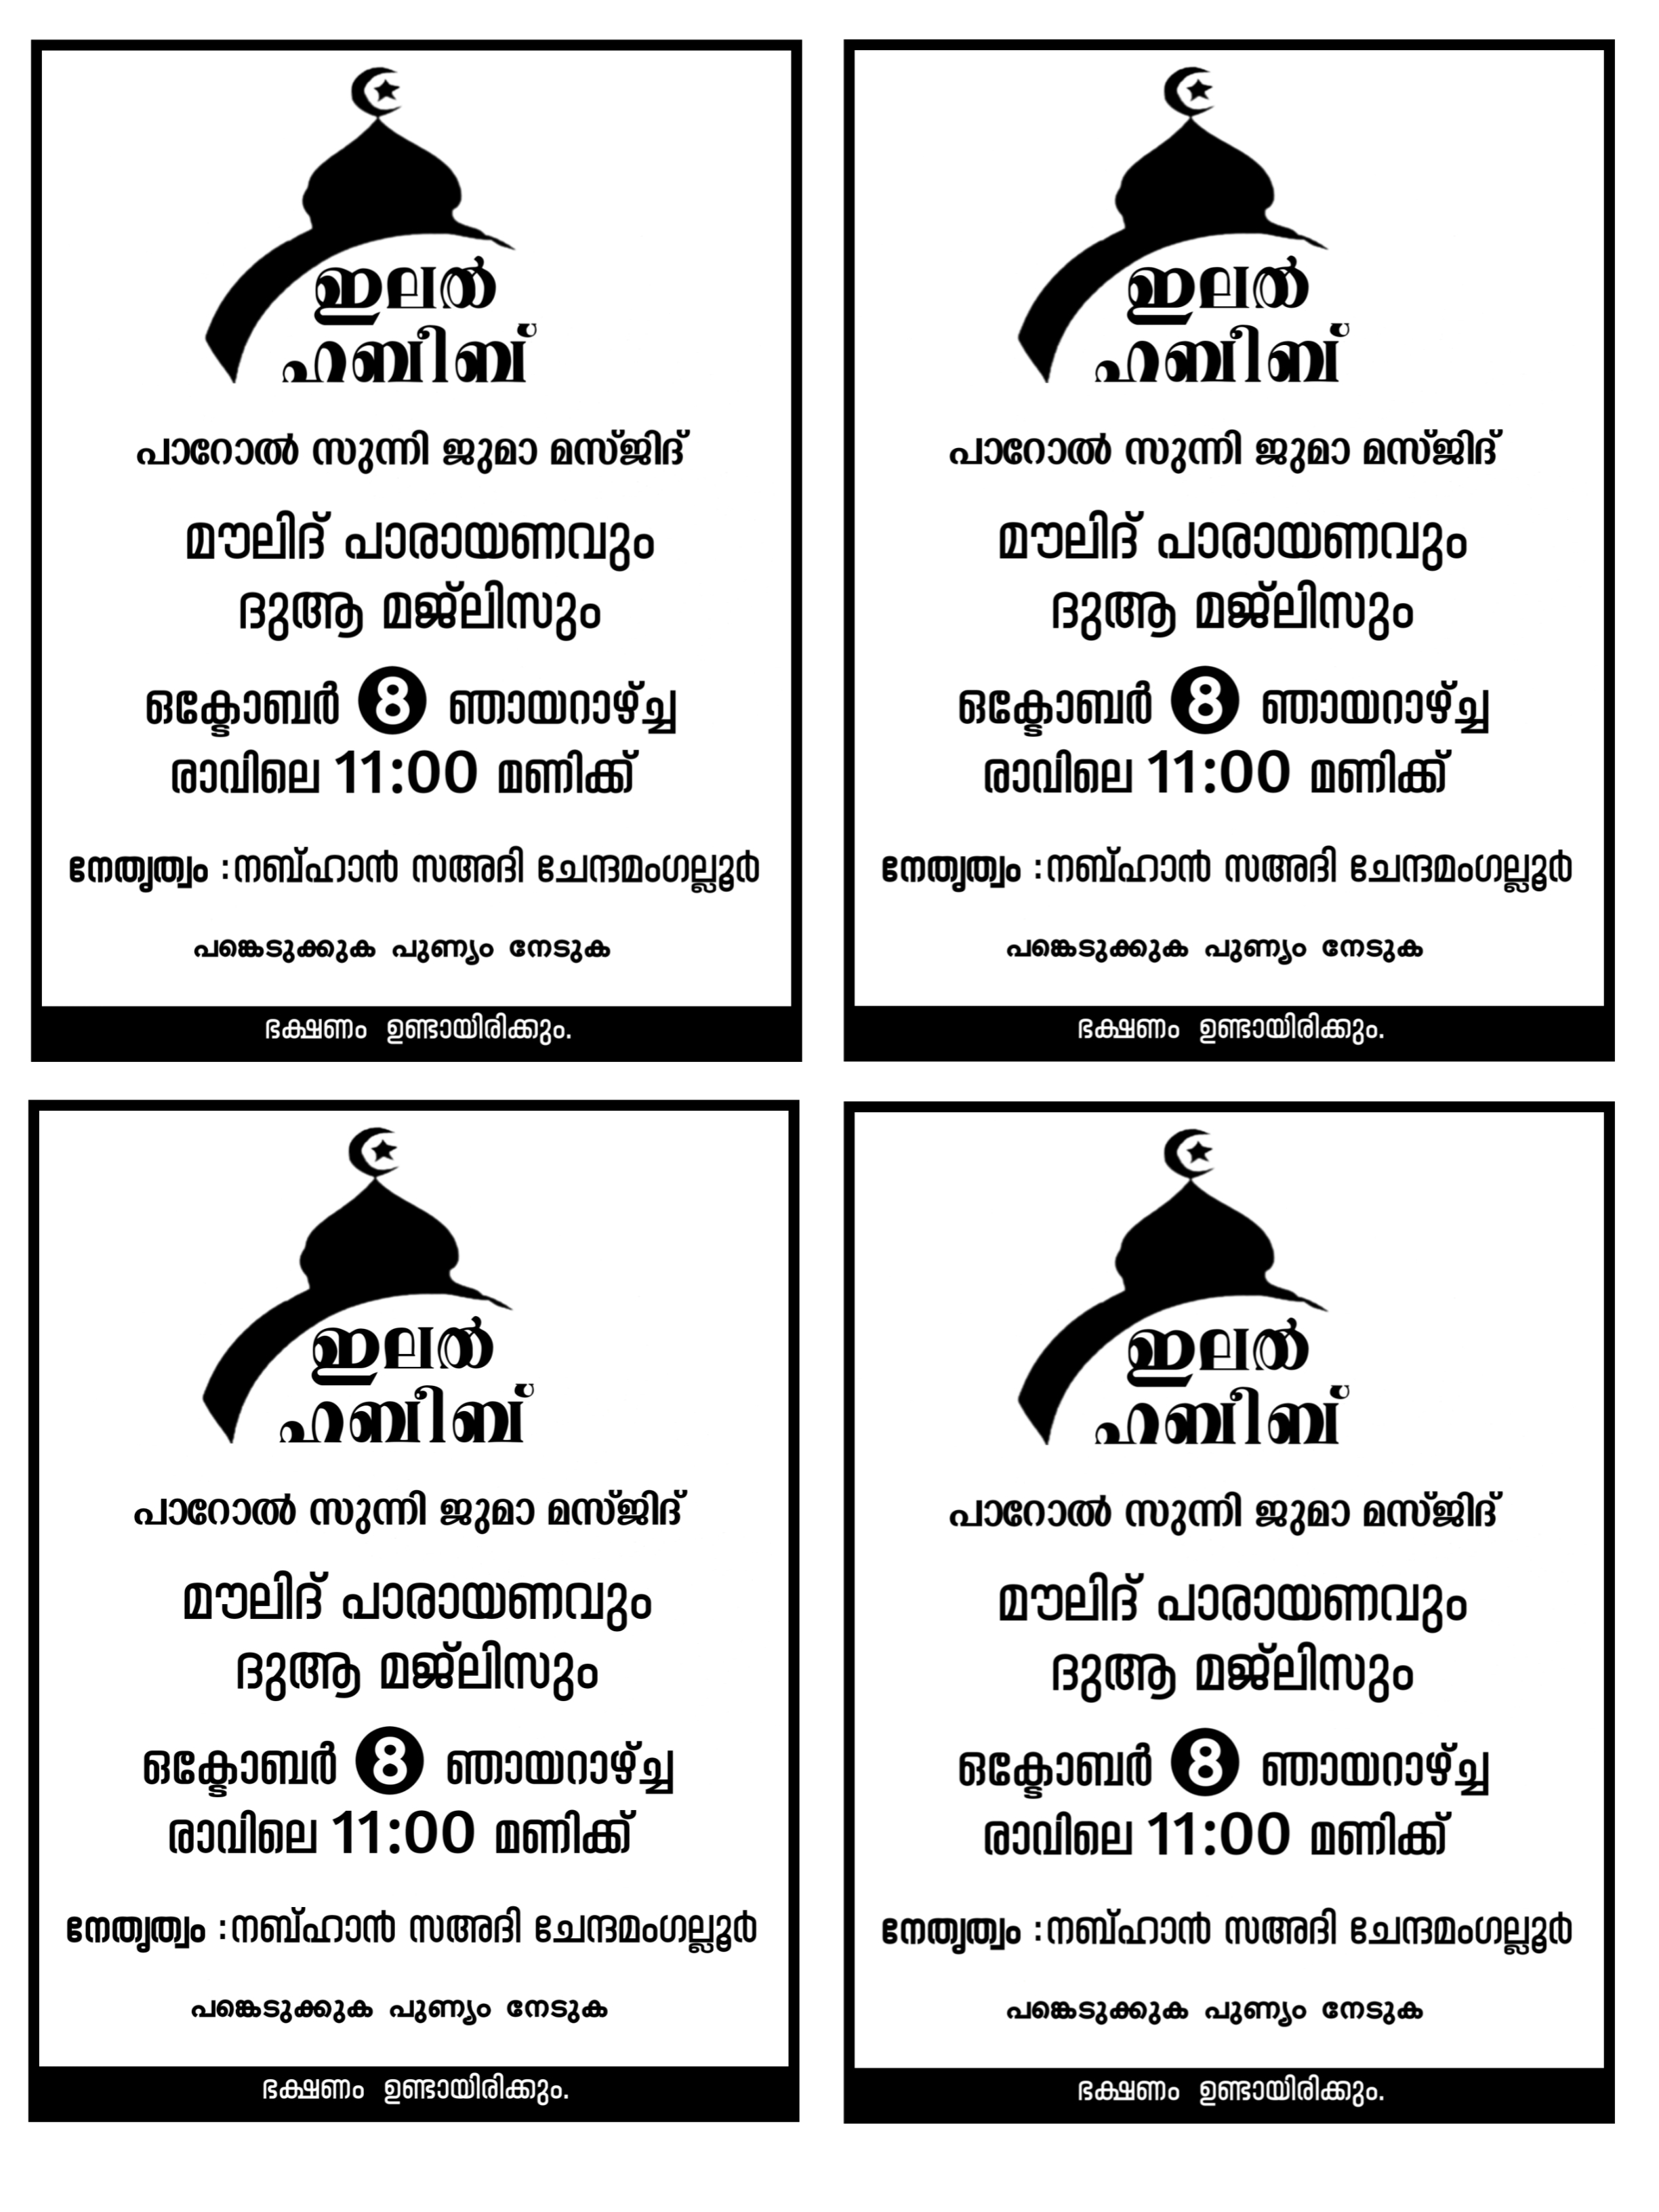 ഇലൽ
ഹബീബ്
പാറോൽ സുന്നി ജുമാ മസ്ജിദ്
മൗലിദ് പാരായണവും
ദുആ മജ്ലിസും
ഒക്ടോബർ 8 ഞായറാഴ്ച്ച
രാവിലെ 11:00 മണിക്ക്
നേതൃത്വം :നബ്ഹാൻ സഅദി ചേന്ദമംഗല്ലൂർ
പങ്കെടുക്കുക പുണ്യം നേടുക
ഭക്ഷണം ഉണ്ടായിരിക്കും.
ഇലൽ
ഹബീബ്
പാറോൽ സുന്നി ജുമാ മസ്ജിദ്
മൗലിദ് പാരായണവും
ദുആ മജ്ലിസും
ഒക്ടോബർ 8 ഞായറാഴ്ച്ച
രാവിലെ 11:00 മണിക്ക്
നേതൃത്വം :നബ്ഹാൻ സഅദി ചേന്ദമംഗല്ലൂർ
പങ്കെടുക്കുക പുണ്യം നേടുക
ഭക്ഷണം ഉണ്ടായിരിക്കും.
ഇലൽ
ഹബീബ്
പാറോൽ സുന്നി ജുമാ മസ്ജിദ്
മൗലിദ് പാരായണവും
ദുആ മജ്ലിസും
ഒക്ടോബർ 8 ഞായറാഴ്ച്ച
രാവിലെ 11:00 മണിക്ക്
നേതൃത്വം :നബ്ഹാൻ സഅദി ചേന്ദമംഗല്ലൂർ
പങ്കെടുക്കുക പുണ്യം നേടുക
ഭക്ഷണം ഉണ്ടായിരിക്കും.
ഇലൽ
ഹബീബ്
പാറോൽ സുന്നി ജുമാ മസ്ജിദ്
മൗലിദ് പാരായണവും
ദുആ മജ്ലിസും
ഒക്ടോബർ 8 ഞായറാഴ്ച്ച
രാവിലെ 11:00 മണിക്ക്
നേതൃത്വം :നബ്ഹാൻ സഅദി ചേന്ദമംഗല്ലൂർ
പങ്കെടുക്കുക പുണ്യം നേടുക
ഭക്ഷണം ഉണ്ടായിരിക്കും.